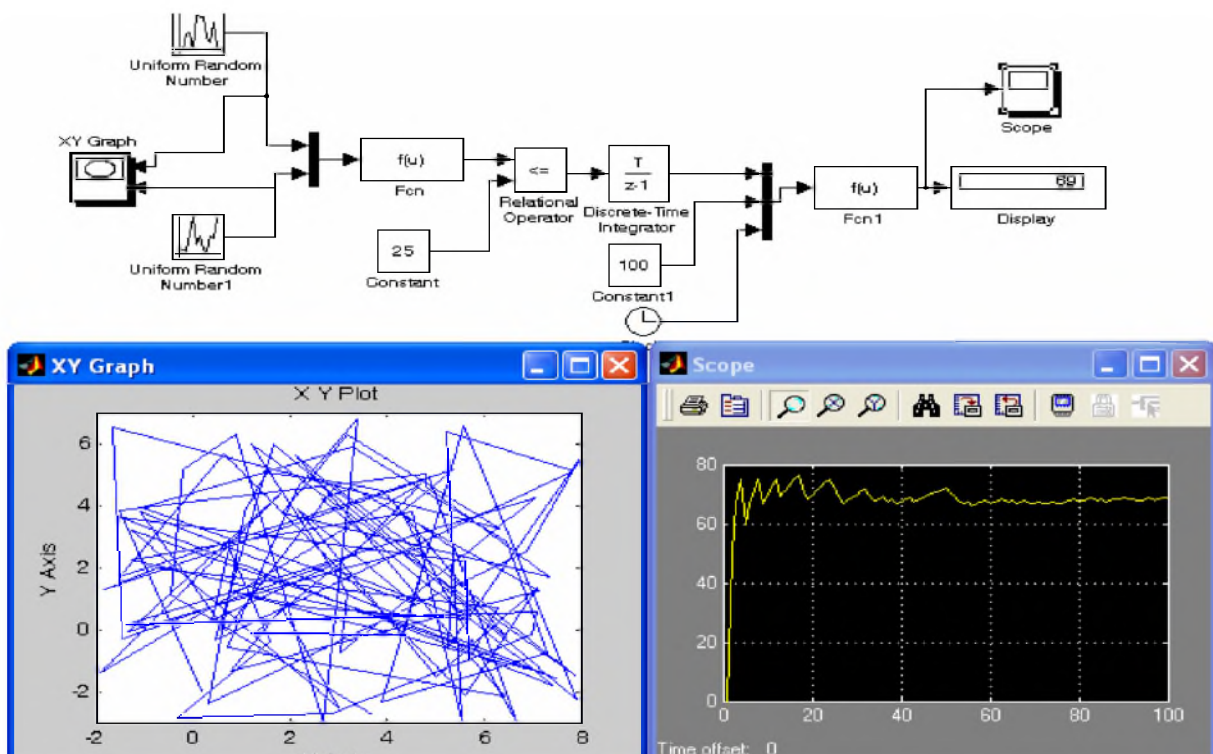 Uniform Random
Number
XY Graph
Uniform Random
Number1
f(u)
Fcn
25
Constant
<=
Relational
Operator
T
z-1
Discrete-Time
Integrator
100
Constant1
f(u)
Fcn1
Scope
69
Display
XY Graph
X Y Plot
Y Axis
6
4
2
0
-2
-2
0
2
4
6
8
Scope
80
60
40
20
0
0
20
40
60
80
100
Time offset: 0